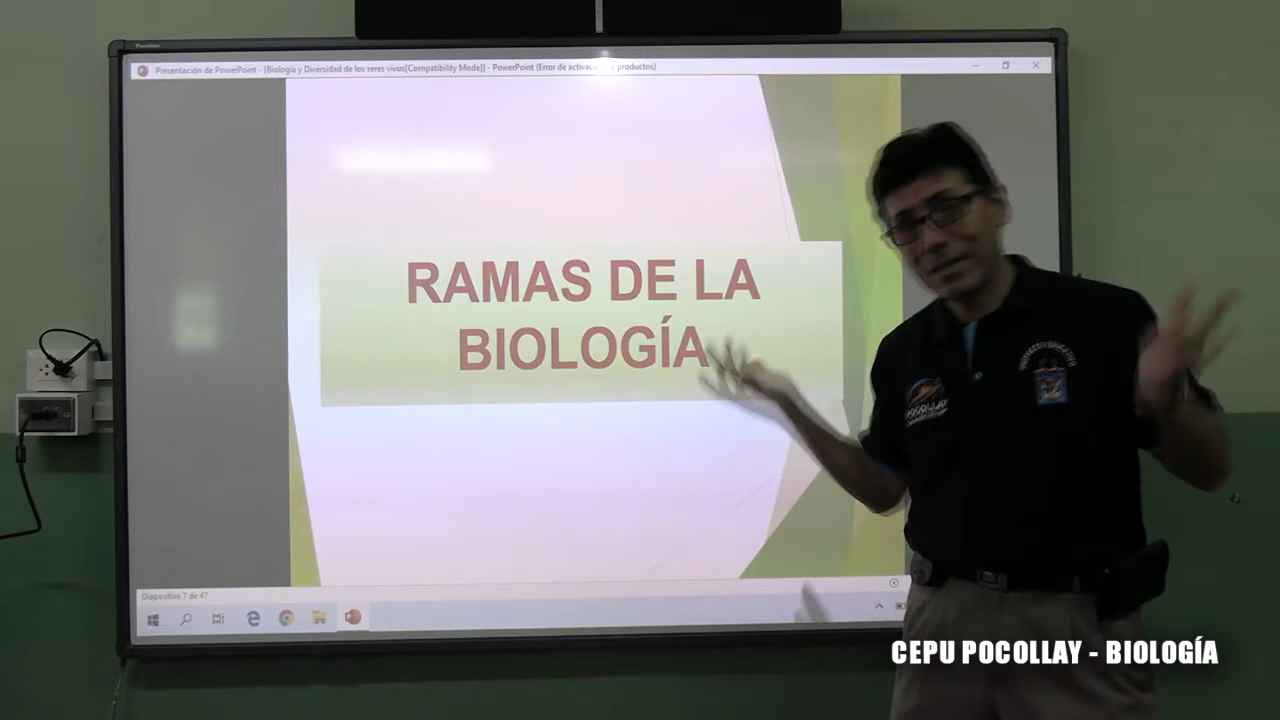 Presentación de PowerPoint - [Biología y Diversidad de los seres vivos[Compatibility Mode]] - PowerPoint (Error de productos)
RAMAS DE LA
BIOLOGÍA
POCOLLAY
Diapositiva 7 de 47
CEPU POCOLLAY - BIOLOGÍA